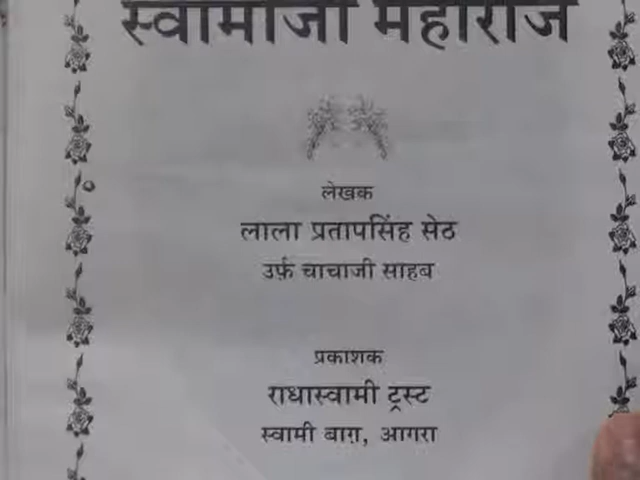 स्वामीजी महाराज
लेखक
लाला प्रतापसिंह सेठ
उर्फ़ चाचाजी साहब
प्रकाशक
राधास्वामी ट्रस्ट
स्वामी बाग़, आगरा